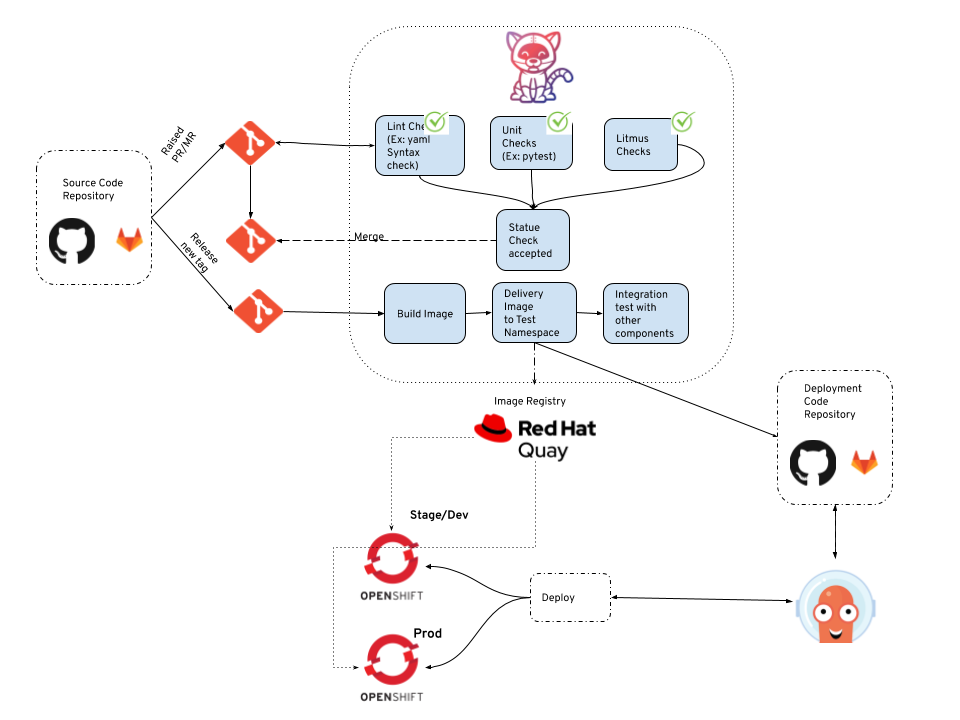 Raised
PR/MR
Source Code
Repository
Release
new tag
(Ex: yaml
Syntax
check)
Lint Che
Unit
Checks
(Ex: pytest)
Litmus
Checks
Statue
Check
accepted
Merge
Build Image
Delivery
Image
to Test
Namespace
Integration
test with
other
components
Image Registry
Red Hat
Quay
Deployment
Code
Repository
Stage/Dev
OPENSHIFT
Deploy
Prod
OPENSHIFT